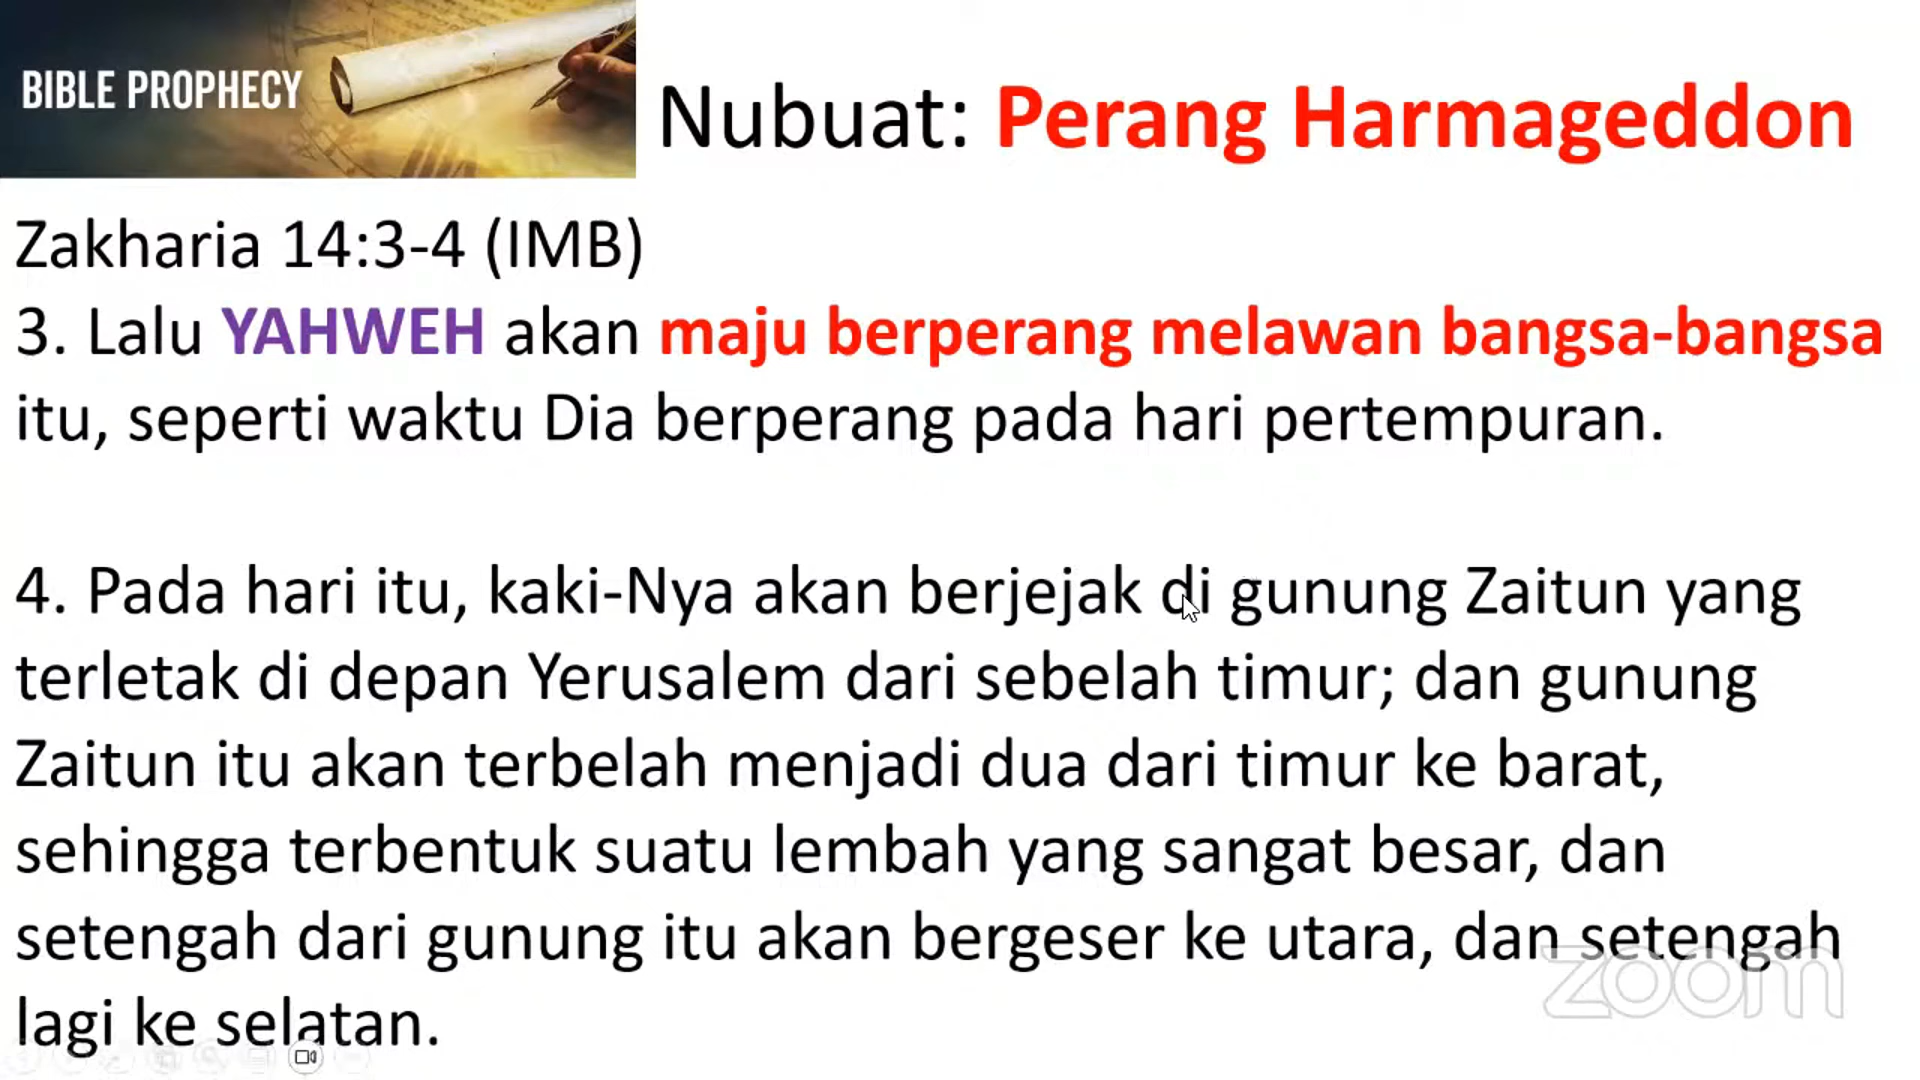 BIBLE PROPHECY
Nubuat: Perang Harmageddon
Zakharia 14:3-4 (IMB)
3. Lalu YAHWEH akan maju berperang melawan bangsa-bangsa
itu, seperti waktu Dia berperang pada hari pertempuran.
4. Pada hari itu, kaki-Nya akan berjejak di gunung Zaitun yang
terletak di depan Yerusalem dari sebelah timur; dan gunung
Zaitun itu akan terbelah menjadi dua dari timur ke barat,
sehingga terbentuk suatu lembah yang sangat besar, dan
setengah dari gunung itu akan bergeser ke utara, dan setengah
lagi ke selatan.
zoom